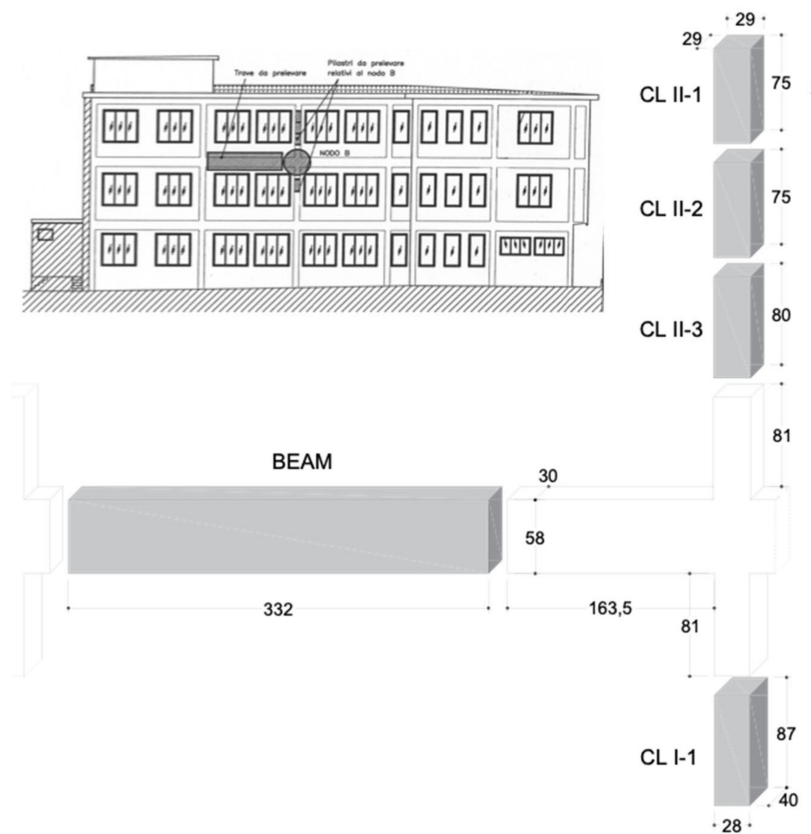 29
29
CL II-1
75
Trave da prelevare
Pilastri da prelevare
relativi al nodo B
NODO B
CL II-2
75
CL II-3
80
81
BEAM
30
58
332
163,5
81
CL I-1
87
40
28